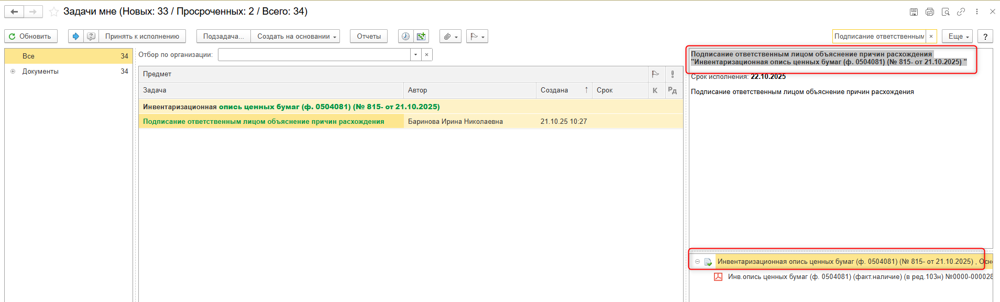 Задачи мне (Новых: 33 / Просроченных: 2 / Всего: 34)
Обновить
Принять к исполнению
Подзадача...
Создать на основании
Отчеты
Подписание ответственным
×
Еще
?
Все 34
Документы 34
Отбор по организации:
×
Предмет
Задача Автор Создана ↑ Срок К Рд
Инвентаризационная опись ценных бумаг (ф. 0504081) (№ 815- от 21.10.2025)
Подписание ответственным лицом объяснение причин расхождения Баринова Ирина Николаевна 21.10.25 10:27
Подписание ответственным лицом объяснение причин расхождения
"Инвентаризационная опись ценных бумаг (ф. 0504081) (№ 815- от 21.10.2025) "
Срок исполнения: 22.10.2025
Подписание ответственным лицом объяснение причин расхождения
Инвентаризационная опись ценных бумаг (ф. 0504081) (№ 815- от 21.10.2025) , Осн
Инв.опись ценных бумаг (ф. 0504081) (факт.наличие) (в ред.103н) №0000-000028